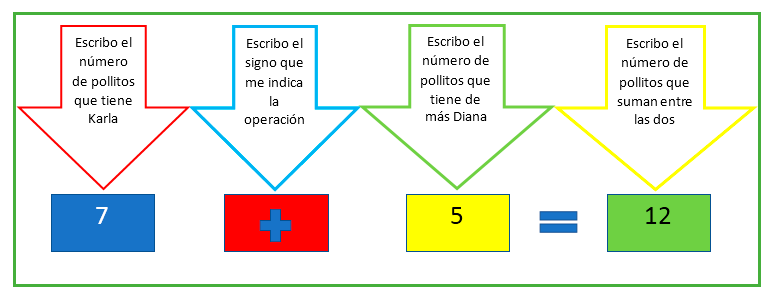 Escribo el
número
de pollitos
que tiene
Karla
Escribo el
signo que
me indica
la
operación
Escribo el
número de
pollitos que
tiene de
más Diana
Escribo el
número de
pollitos que
suman entre
las dos
7 + 5 = 12